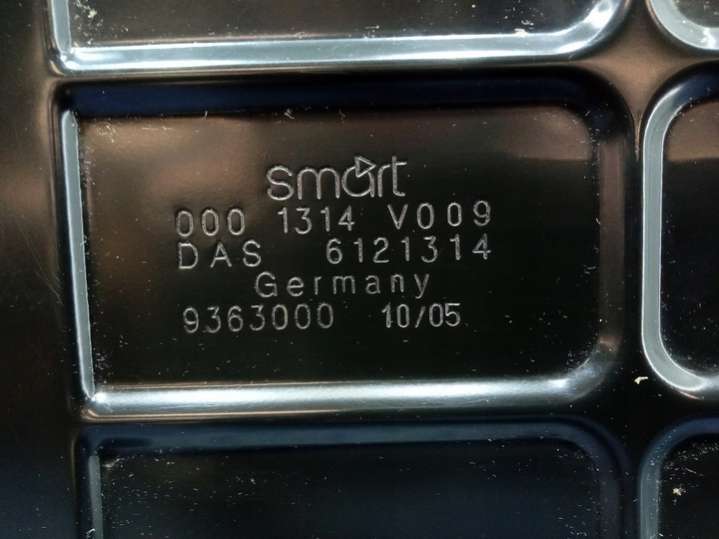 smart
000 1314 V009
DAS 6121314
Germany
9363000 10/05